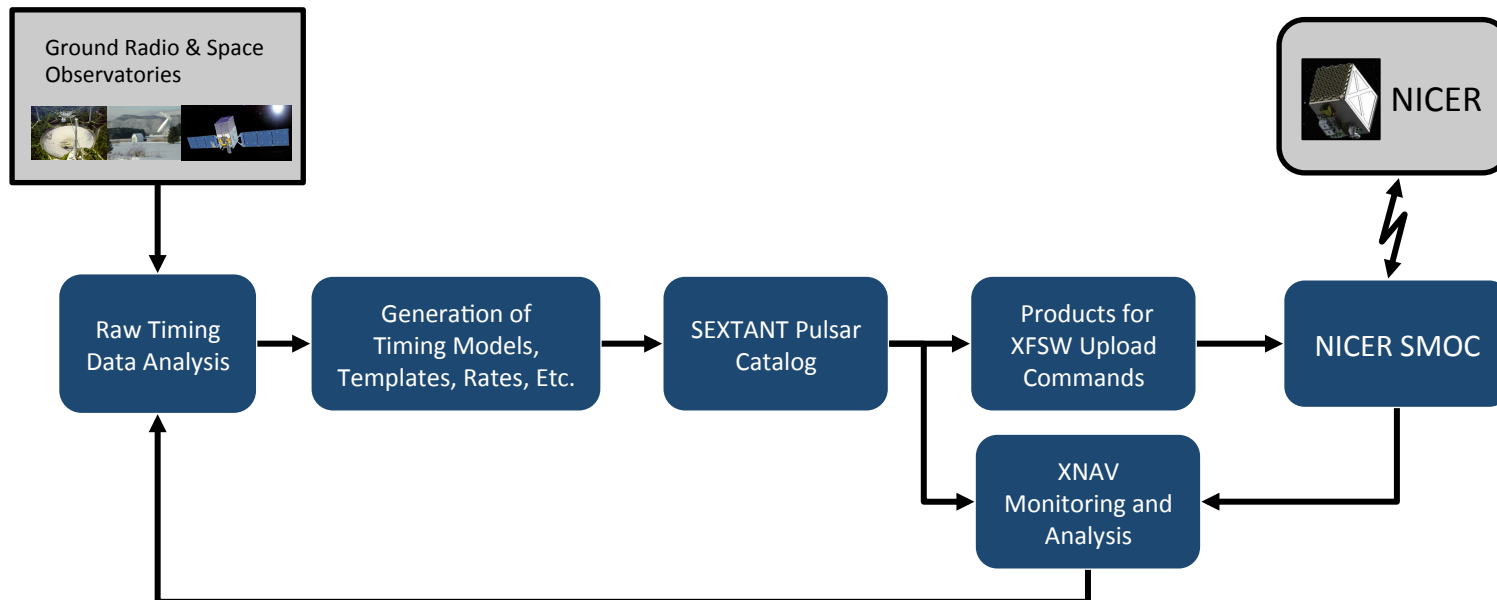 Ground Radio & Space
Observatories
NICER
Raw Timing
Data Analysis
Generation of
Timing Models,
Templates, Rates, Etc.
SEXTANT Pulsar
Catalog
Products for
XFSW Upload
Commands
NICER SMOC
XNAV
Monitoring and
Analysis